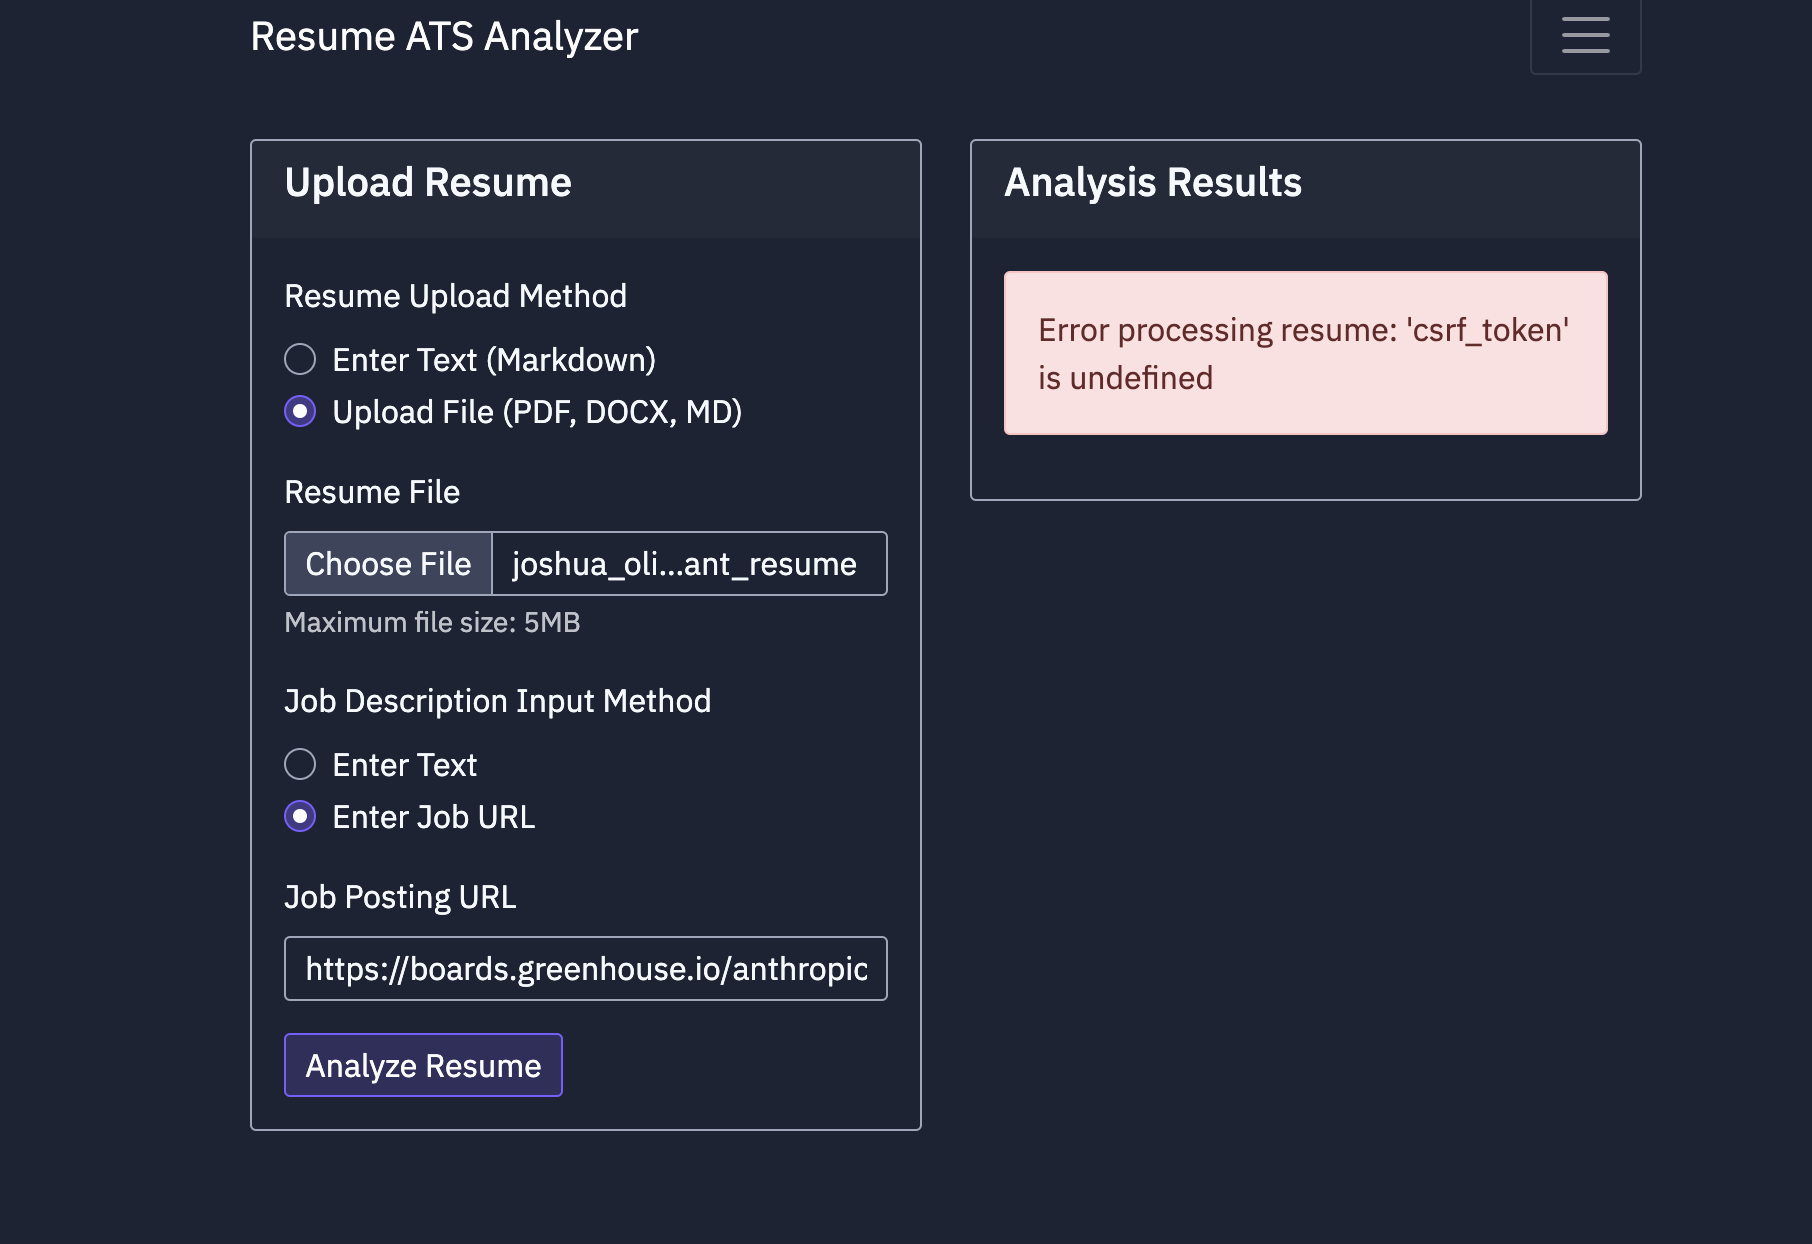 Resume ATS Analyzer
Upload Resume
Resume Upload Method
Enter Text (Markdown)
Upload File (PDF, DOCX, MD)
Resume File
Choose File joshua_oli...ant_resume
Maximum file size: 5MB
Job Description Input Method
Enter Text
Enter Job URL
Job Posting URL
https://boards.greenhouse.io/anthropic
Analyze Resume
Analysis Results
Error processing resume: 'csrf_token'
is undefined